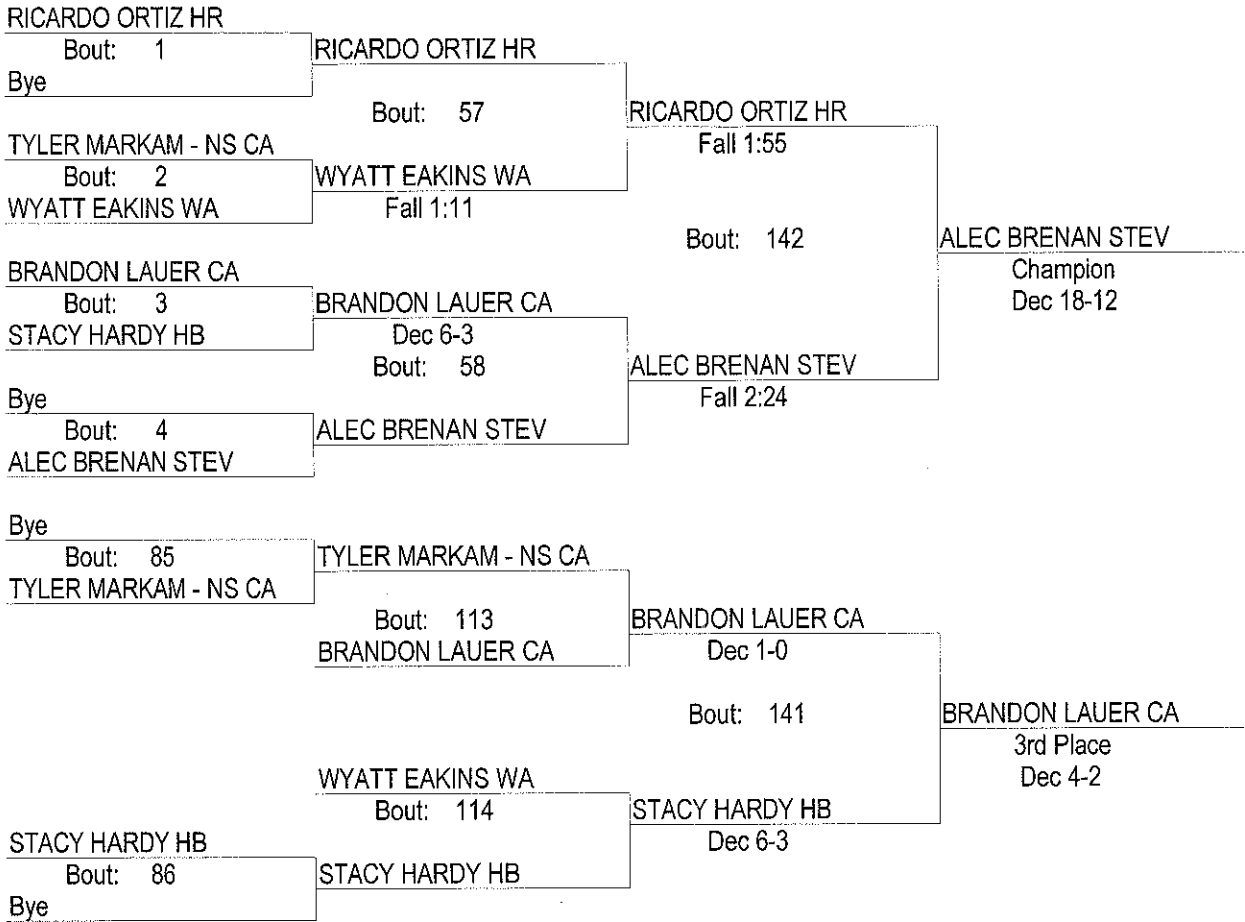 RICARDO ORTIZ HR
Bout: 1
RICARDO ORTIZ HR
Bye
Bout: 57
RICARDO ORTIZ HR
Fall 1:55
TYLER MARKAM - NS CA
Bout: 2
WYATT EAKINS WA
WYATT EAKINS WA
Fall 1:11
Bout: 142
ALEC BRENAN STEV
Champion
Dec 18-12
BRANDON LAUER CA
Bout: 3
BRANDON LAUER CA
STACY HARDY HB
Dec 6-3
Bout: 58
ALEC BRENAN STEV
Fall 2:24
Bye
Bout: 4
ALEC BRENAN STEV
ALEC BRENAN STEV
Bye
Bout: 85
TYLER MARKAM - NS CA
TYLER MARKAM - NS CA
Bout: 113
BRANDON LAUER CA
BRANDON LAUER CA
Dec 1-0
Bout: 141
BRANDON LAUER CA
3rd Place
Dec 4-2
WYATT EAKINS WA
Bout: 114
STACY HARDY HB
Dec 6-3
STACY HARDY HB
Bout: 86
STACY HARDY HB
Bye